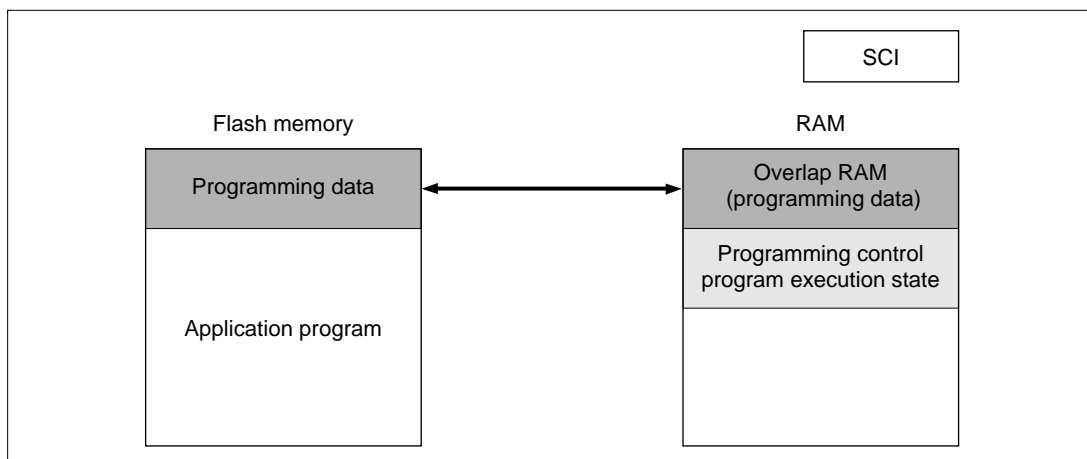 SCI
Flash memory
RAM
Programming data
Overlap RAM
(programming data)
Programming control
program execution state
Application program